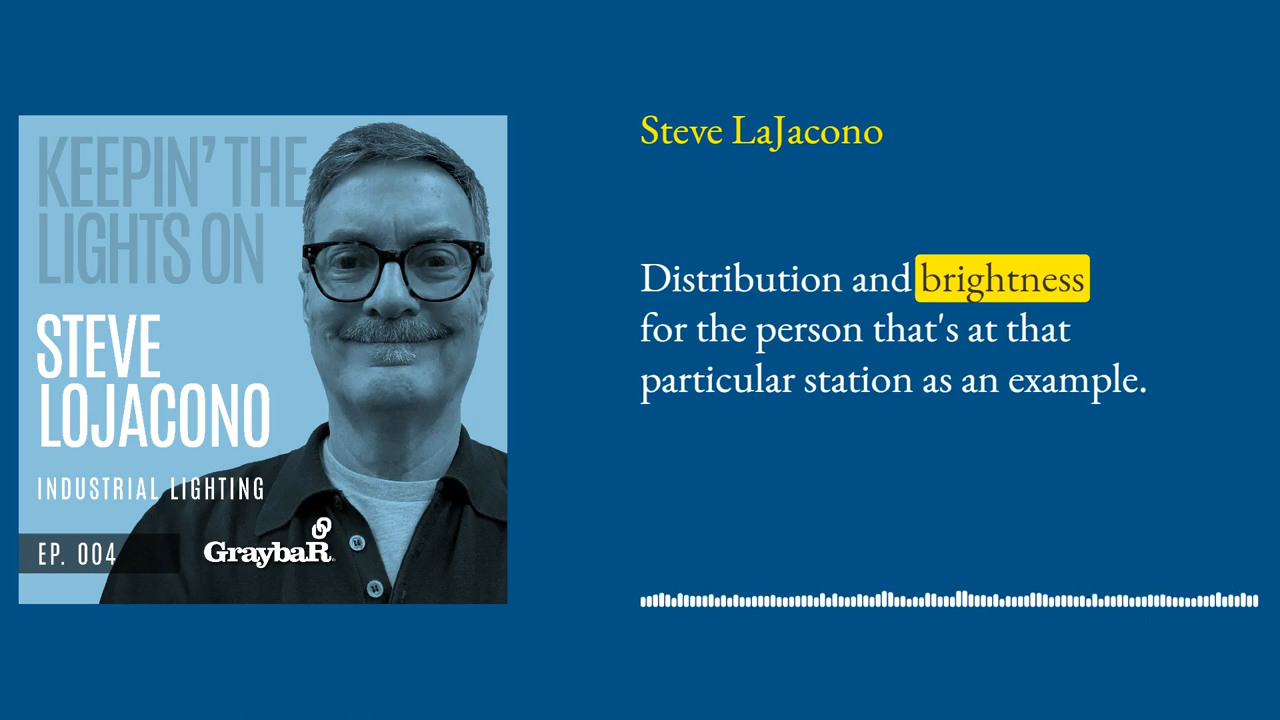 KEEPIN' THE
LIGHTS ON
STEVE
LOJACONO
INDUSTRIAL LIGHTING
EP. 004
GraybaR
Steve LaJacono
Distribution and brightness
for the person that's at that
particular station as an example.